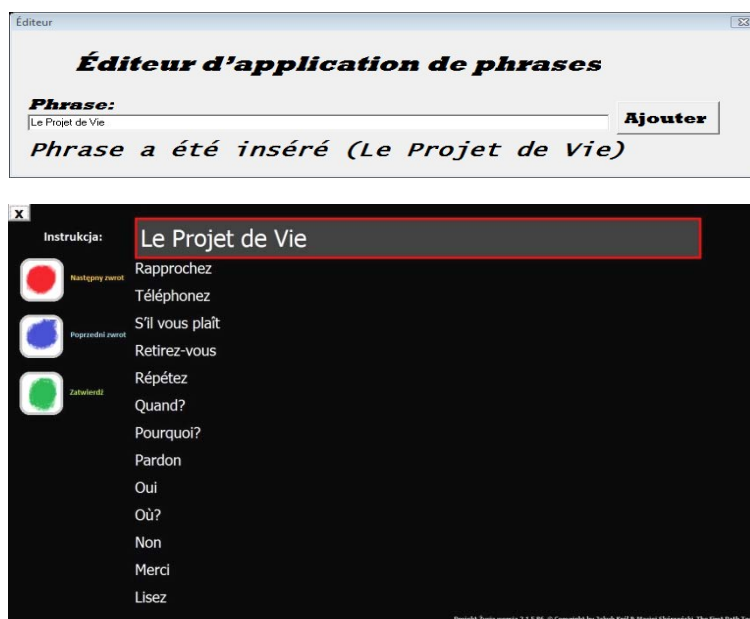 Éditeur
Éditeur d'application de phrases
Phrase:
Le Projet de Vie
Ajouter
Phrase a été inséré (Le Projet de Vie)
X
Instrukcja:
Następny zwrot
Poprzedni zwrot
Zatwierdź
Le Projet de Vie
Rapprochez
Téléphonez
S'il vous plaît
Retirez-vous
Répétez
Quand?
Pourquoi?
Pardon
Oui
Où?
Non
Merci
Lisez